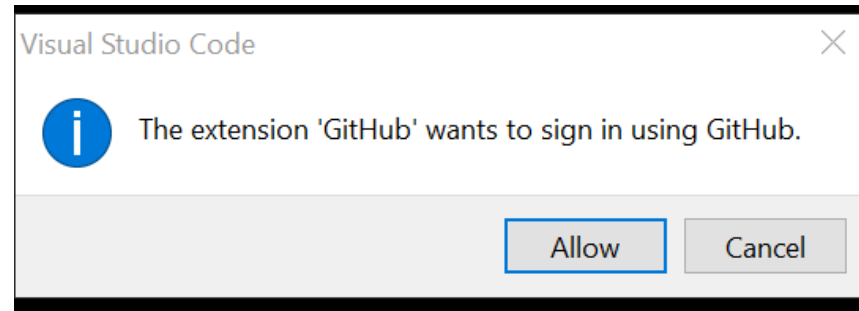 Visual Studio Code
The extension 'GitHub' wants to sign in using GitHub.
Allow
Cancel